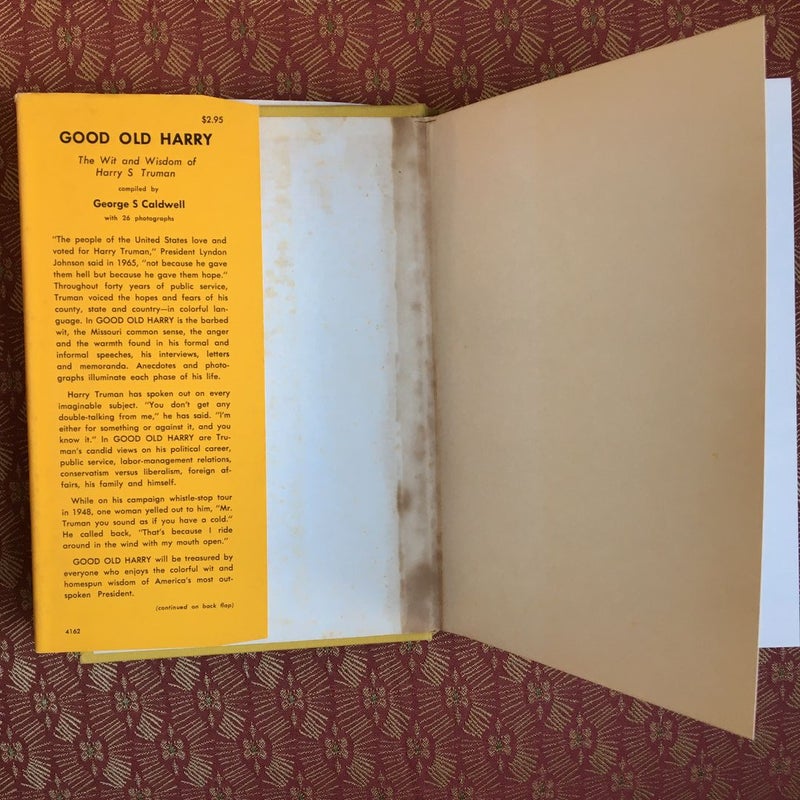 $2.95
GOOD OLD HARRY
The Wit and Wisdom of
Harry S Truman
compiled by
George S Caldwell
with 26 photographs
"The people of the United States love and
voted for Harry Truman," President Lyndon
Johnson said in 1965, "not because he gave
them hell but because he gave them hope."
Throughout forty years of public service,
Truman voiced the hopes and fears of his
county, state and country—in colorful lan-
guage. In GOOD OLD HARRY is the barbed
wit, the Missouri common sense, the anger
and the warmth found in his formal and
informal speeches, his interviews, letters
and memoranda. Anecdotes and photo-
graphs illuminate each phase of his life.
Harry Truman has spoken out on every
imaginable subject. "You don't get any
double-talking from me," he has said. "I'm
either for something or against it, and you
know it." In GOOD OLD HARRY are Tru-
man's candid views on his political career,
public service, labor-management relations,
conservatism versus liberalism, foreign af-
fairs, his family and himself.
While on his campaign whistle-stop tour
in 1948, one woman yelled out to him, "Mr.
Truman you sound as if you have a cold."
He called back, "That's because I ride
around in the wind with my mouth open."
GOOD OLD HARRY will be treasured by
everyone who enjoys the colorful wit and
homespun wisdom of America's most out-
spoken President.
(continued on back flap)
4162